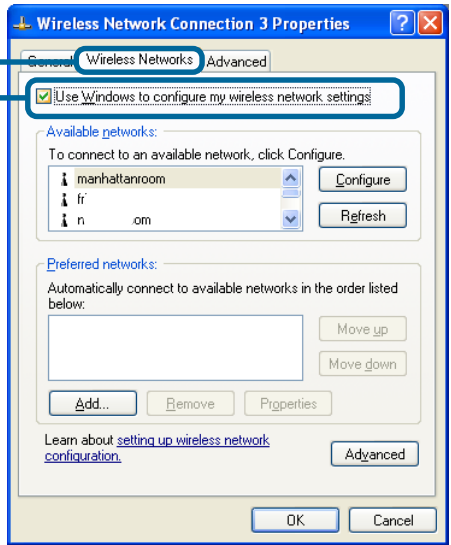 Wireless Network Connection 3 Properties
General Wireless Networks Advanced
Use Windows to configure my wireless network settings
Available networks:
To connect to an available network, click Configure.
manhattanroom
Configure
Refresh
Preferred networks:
Automatically connect to available networks in the order listed
below:
Move up
Move down
Add... Remove Properties
Learn about setting up wireless network
configuration.
Advanced
OK Cancel